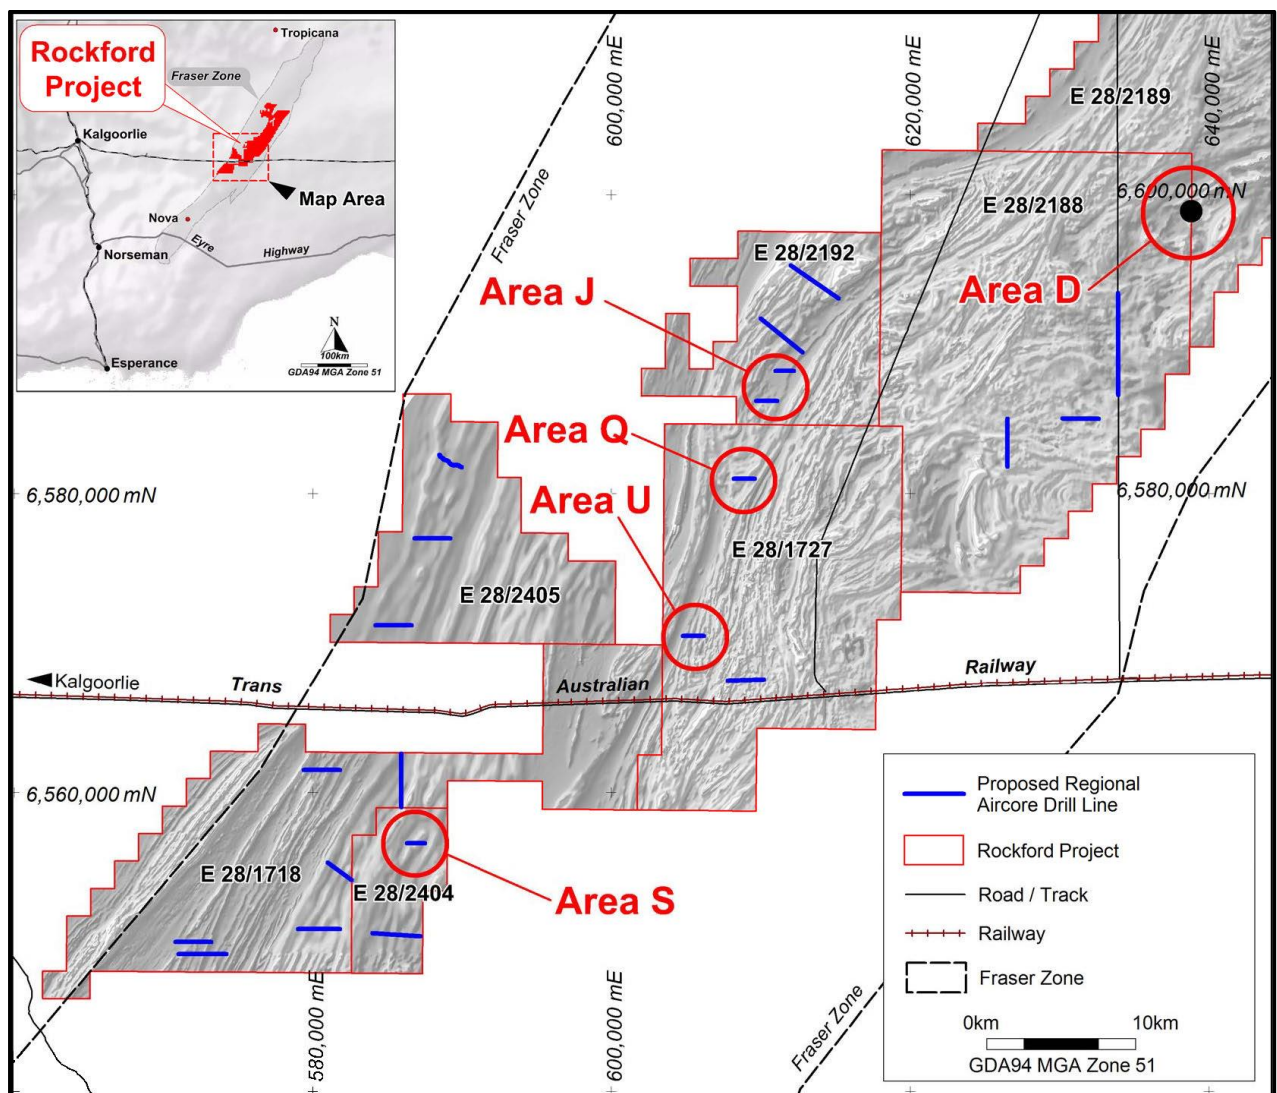 Rockford
Project
Tropicana
Fraser Zone
Kalgoorlie
Map Area
Nova
Eyre
Highway
Norseman
N
100km
GDA94 MGA Zone 51
Esperance
Fraser Zone
600,000 mE
620,000 mE
640,000 mE
E 28/2189
6,600,000 mN
E 28/2188
E 28/2192
Area J
Area D
Area Q
6,580,000 mN
6,580,000 mN
Area U
E 28/1727
E 28/2405
Kalgoorlie
Trans
Australian
Railway
6,560,000 mN
E 28/1718
E 28/2404
Area S
580,000 mE
600,000 mE
Fraser Zone
Proposed Regional
Aircore Drill Line
Rockford Project
Road / Track
Railway
Fraser Zone
0km
10km
GDA94 MGA Zone 51